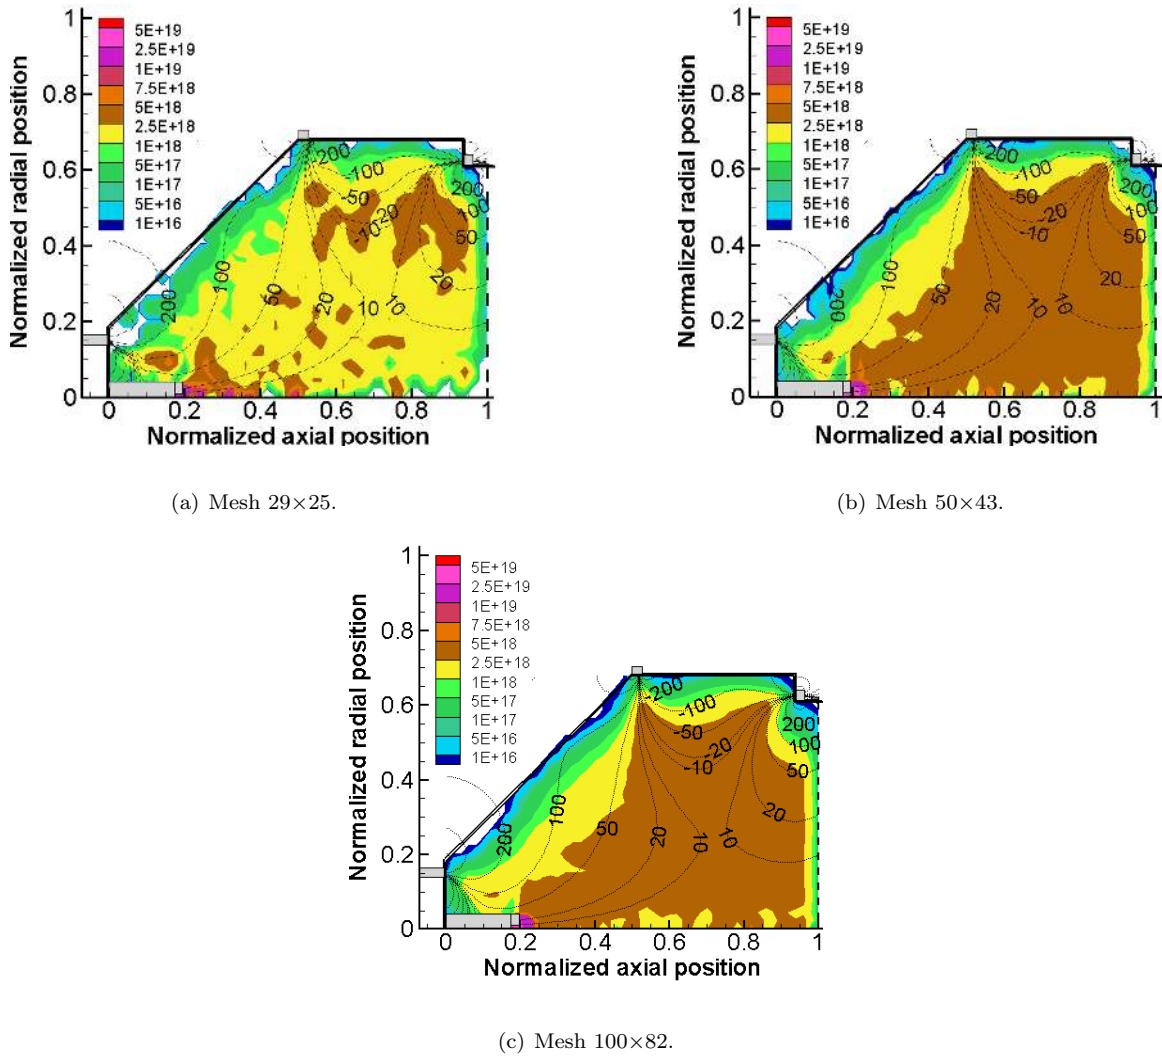 Normalized radial position
1
0.8
0.6
0.4
0.2
0
5E+19
2.5E+19
1E+19
7.5E+18
5E+18
2.5E+18
1E+18
5E+17
1E+17
5E+16
1E+16
-200
-100
-50
-20
-10
200
100
50
20
200
100
50
20
10
10
0 0.2 0.4 0.6 0.8 1
Normalized axial position
(a) Mesh 29×25.
Normalized radial position
1
0.8
0.6
0.4
0.2
0
5E+19
2.5E+19
1E+19
7.5E+18
5E+18
2.5E+18
1E+18
5E+17
1E+17
5E+16
1E+16
-200
-100
-50
-20
-10
200
100
50
20
200
100
50
20
10
10
0 0.2 0.4 0.6 0.8 1
Normalized axial position
(b) Mesh 50×43.
Normalized radial position
1
0.8
0.6
0.4
0.2
0
5E+19
2.5E+19
1E+19
7.5E+18
5E+18
2.5E+18
1E+18
5E+17
1E+17
5E+16
1E+16
-200
-100
-50
-20
-10
200
100
50
20
200
100
50
20
10
10
0 0.2 0.4 0.6 0.8 1
Normalized axial position
(c) Mesh 100×82.